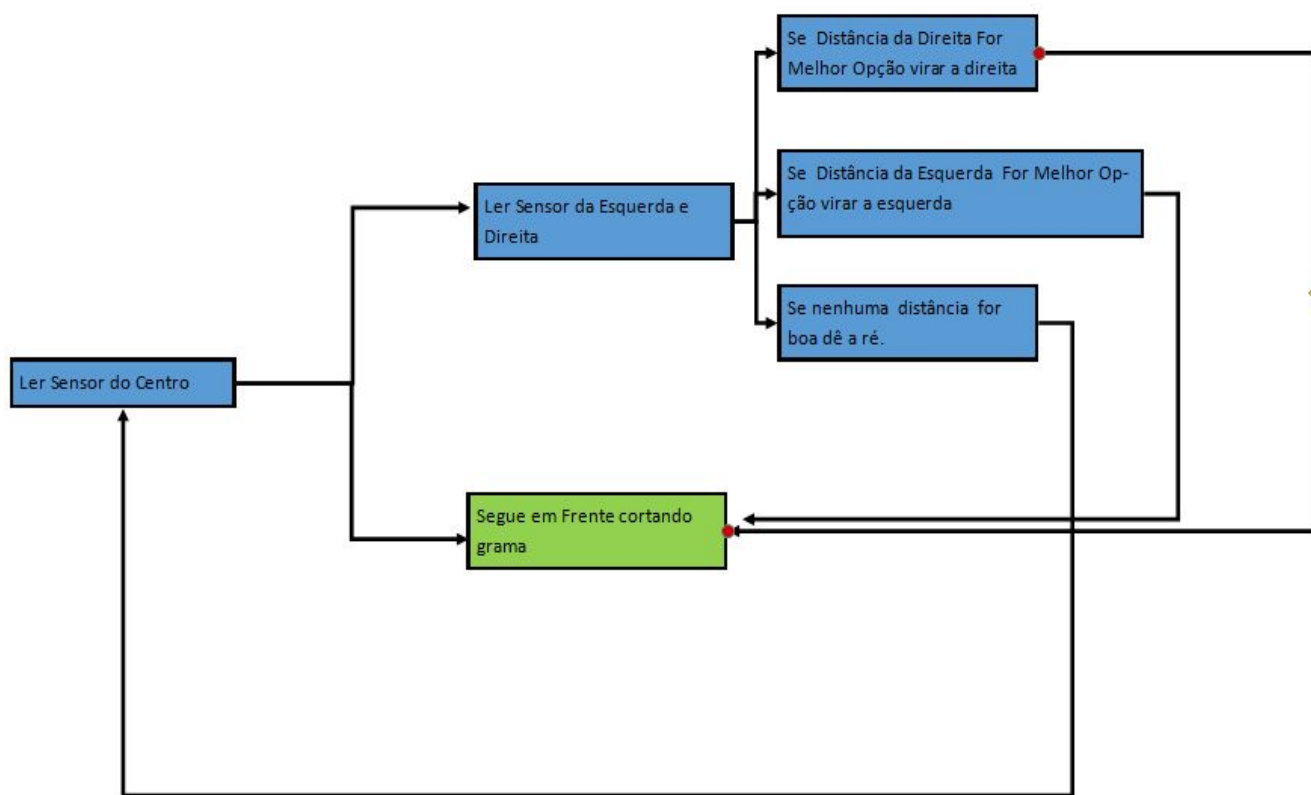 Se Distância da Direita For
Melhor Opção virar a direita
Se Distância da Esquerda For Melhor Op-
ção virar a esquerda
Ler Sensor da Esquerda e
Direita
Se nenhuma distância for
boa dê a ré.
Ler Sensor do Centro
Segue em Frente cortando
grama